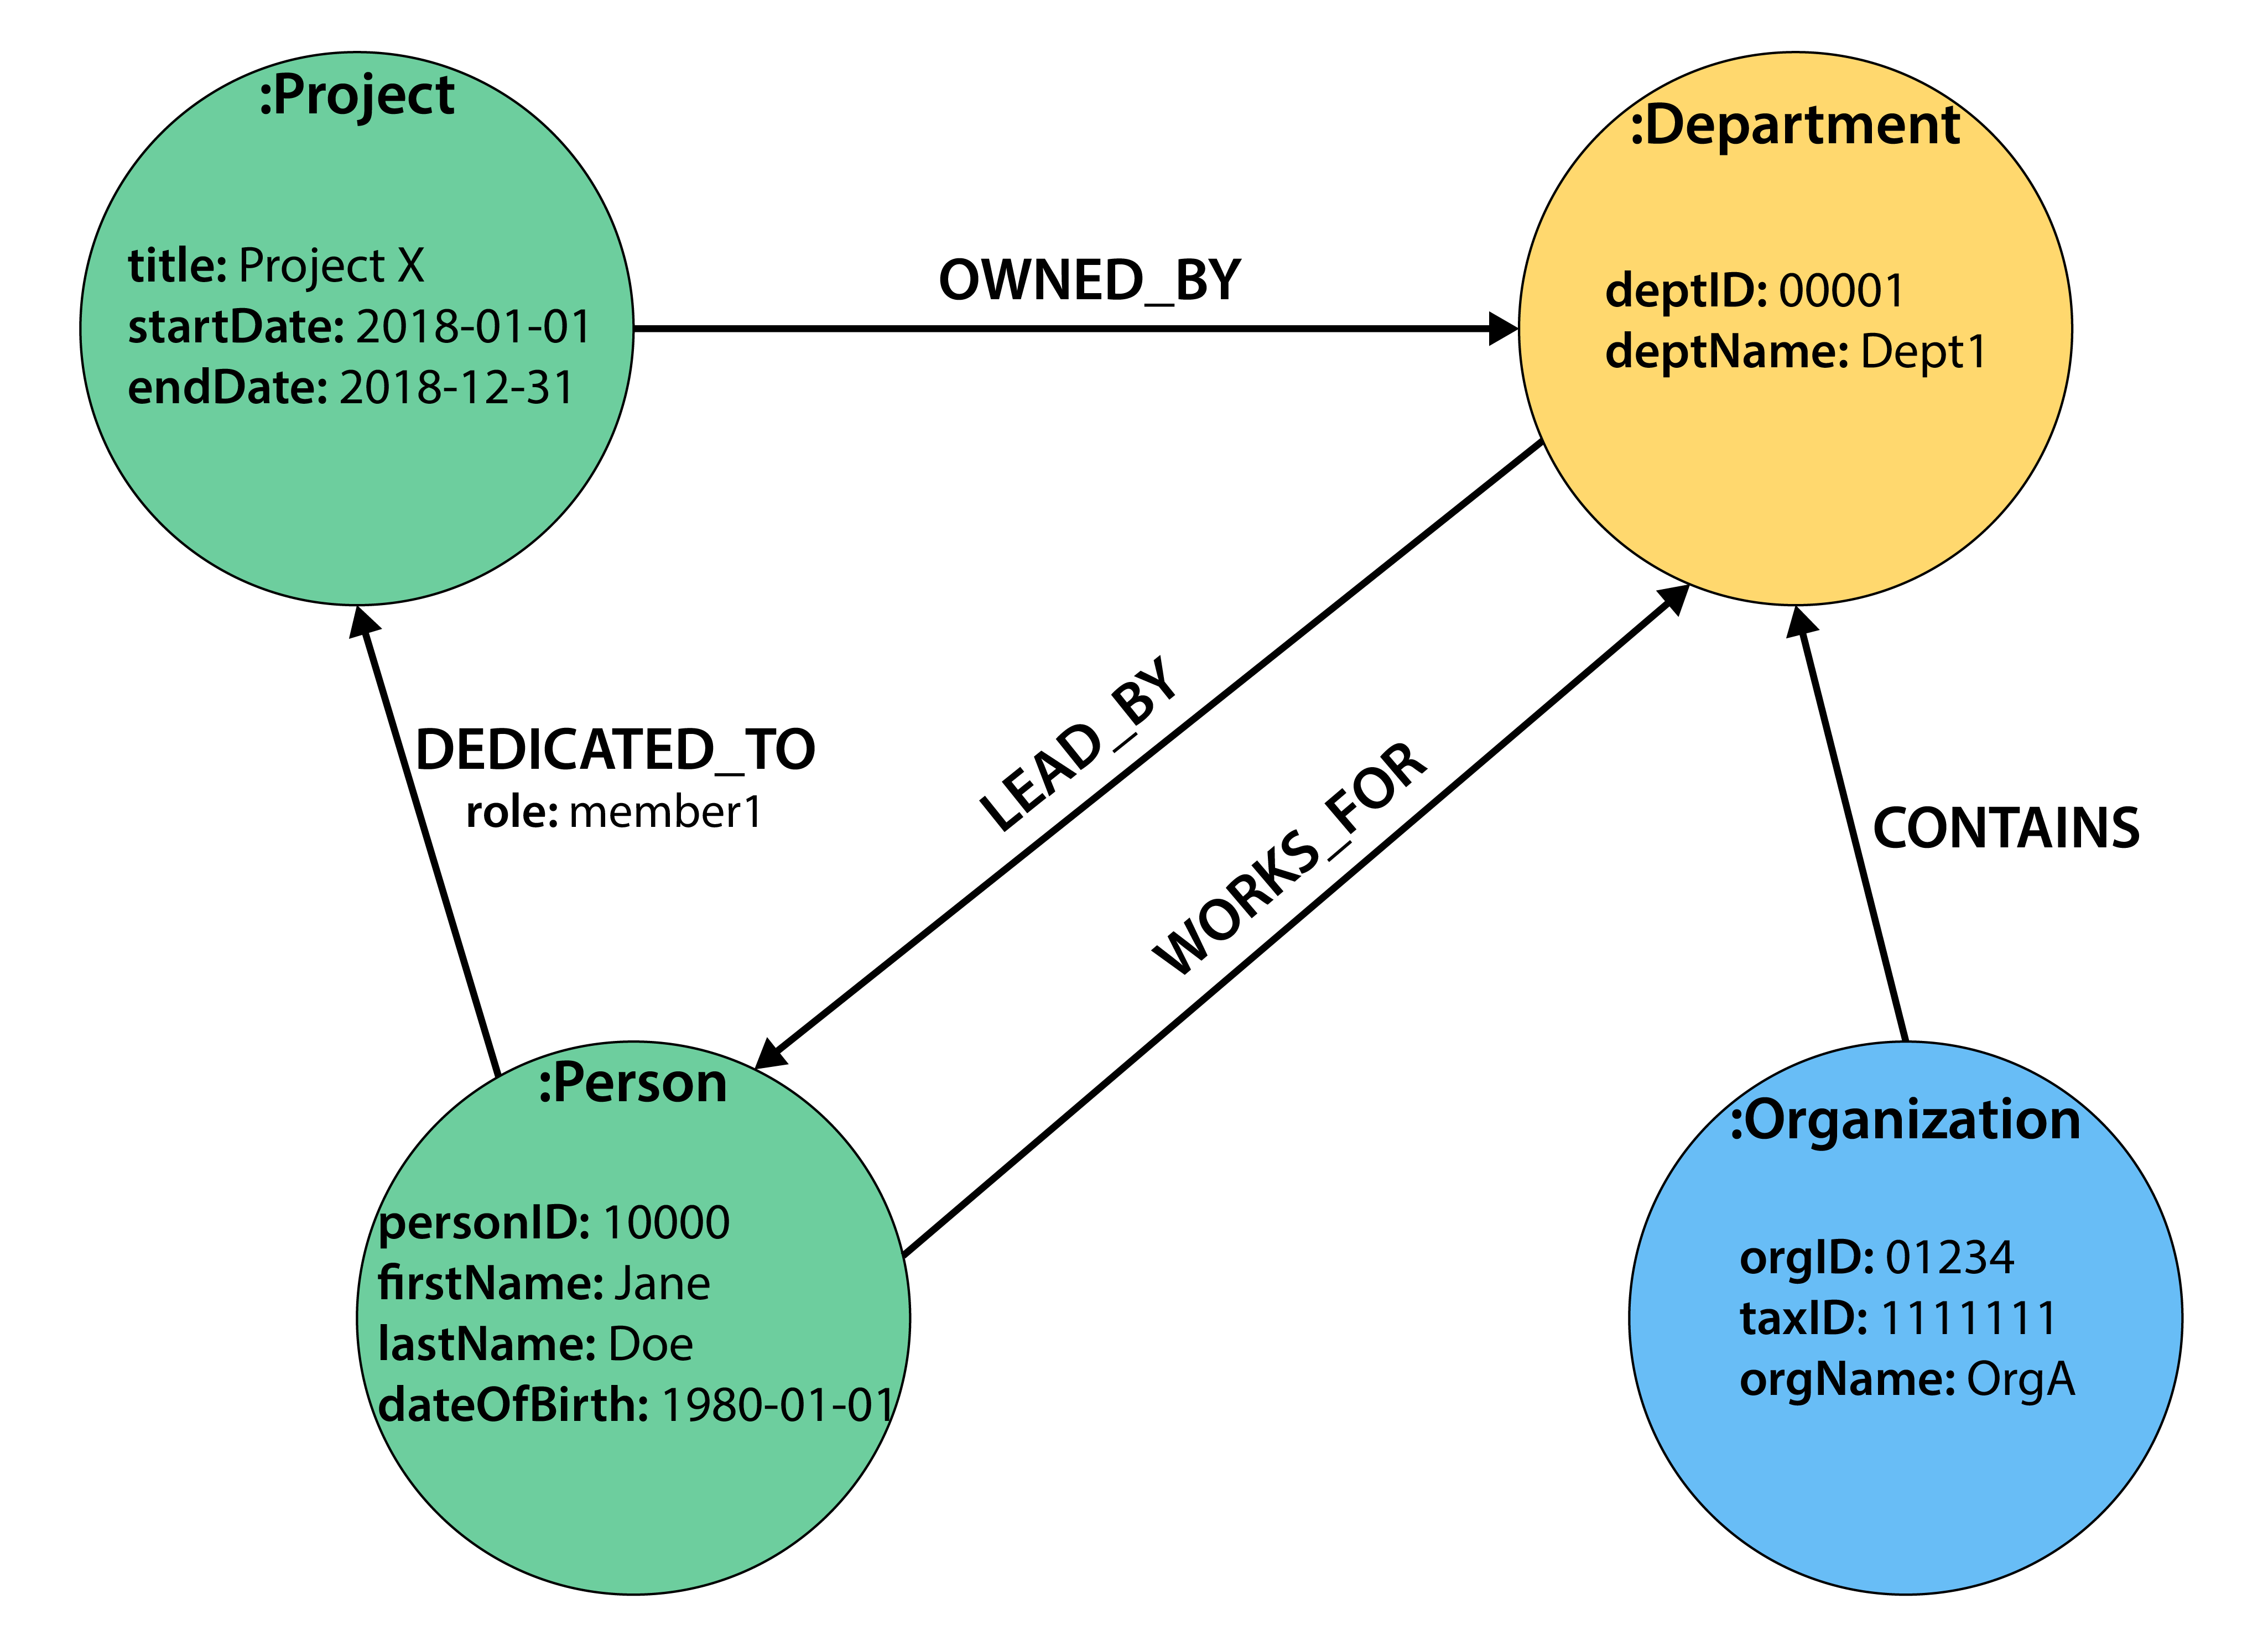 :Project
title: Project X
startDate: 2018-01-01
endDate: 2018-12-31
OWNED_BY
:Department
deptID: 00001
deptName: Dept1
DEDICATED_TO
role: member1
LEAD_BY
WORKS_FOR
CONTAINS
:Person
personID: 10000
firstName: Jane
lastName: Doe
dateOfBirth: 1980-01-01
:Organization
orgID: 01234
taxID: 1111111
orgName: OrgA